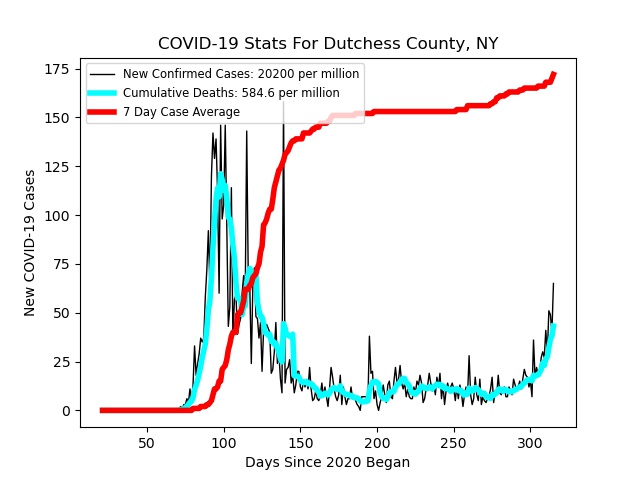 COVID-19 Stats For Dutchess County, NY
New Confirmed Cases: 20200 per million
Cumulative Deaths: 584.6 per million
7 Day Case Average
175
150
125
100
75
50
25
0
New COVID-19 Cases
50 100 150 200 250 300
Days Since 2020 Began